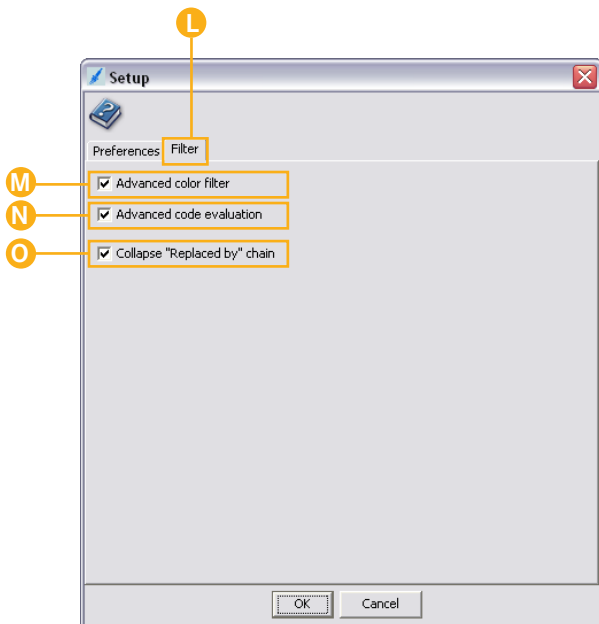 L
Setup
Preferences Filter
M Advanced color filter
N Advanced code evaluation
O Collapse "Replaced by" chain
OK Cancel